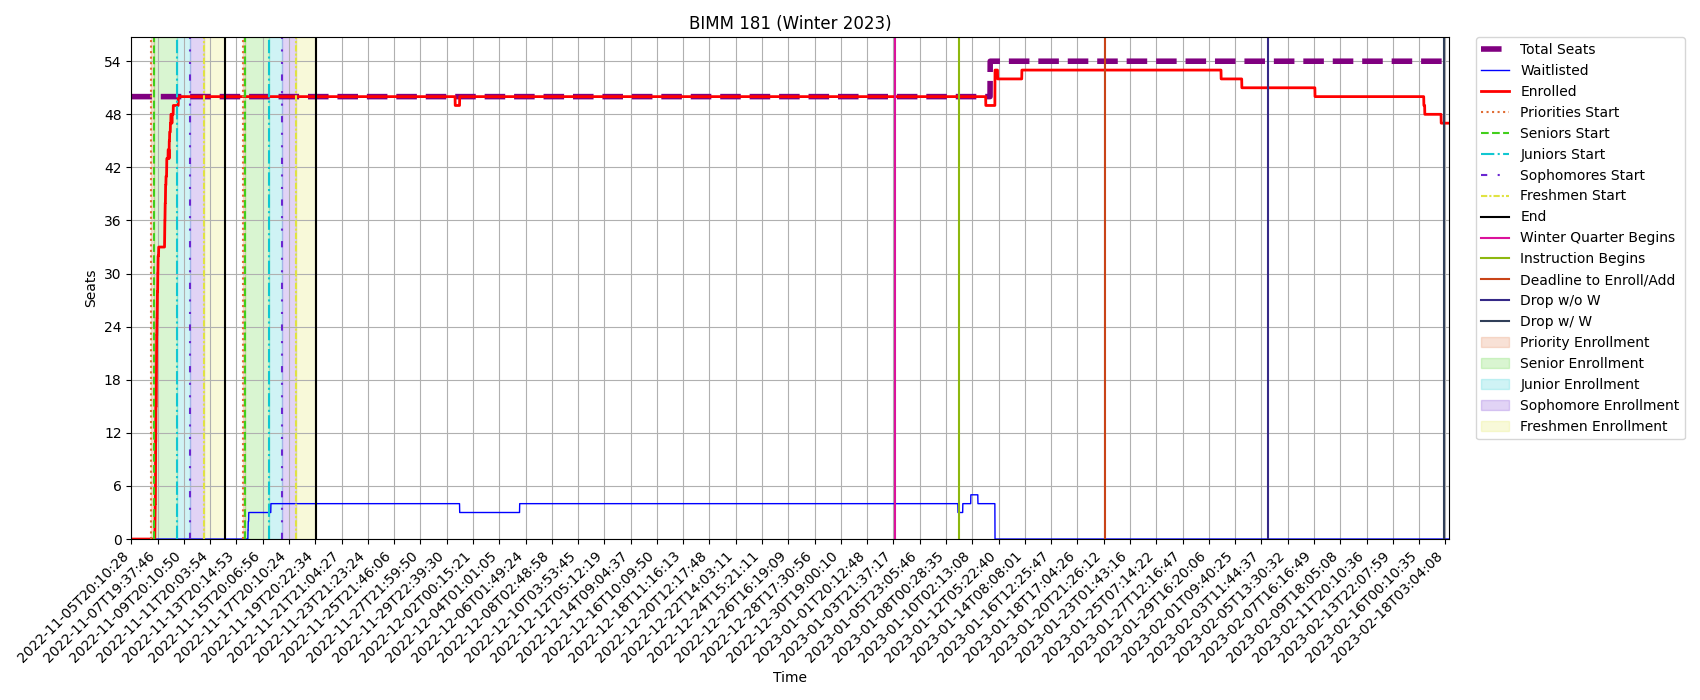 BIMM 181 (Winter 2023)
54
48
42
36
30
24
18
12
6
0
Seats
2022-11-05T20:10:28
2022-11-07T19:37:46
2022-11-09T20:10:50
2022-11-11T20:03:54
2022-11-13T20:14:53
2022-11-15T20:06:56
2022-11-17T20:10:24
2022-11-19T20:22:34
2022-11-21T21:04:27
2022-11-23T21:23:24
2022-11-25T21:46:06
2022-11-27T21:59:50
2022-11-29T22:39:30
2022-12-02T00:15:21
2022-12-04T01:01:05
2022-12-06T01:49:24
2022-12-08T02:48:58
2022-12-10T03:53:45
2022-12-12T05:12:19
2022-12-14T09:04:37
2022-12-16T10:09:50
2022-12-18T11:16:13
2022-12-20T12:17:48
2022-12-22T14:03:11
2022-12-24T15:21:11
2022-12-26T16:19:09
2022-12-28T17:30:56
2022-12-30T19:00:10
2023-01-01T20:12:48
2023-01-03T21:37:17
2023-01-05T23:05:46
2023-01-08T00:28:35
2023-01-10T02:13:08
2023-01-12T05:22:40
2023-01-14T08:08:01
2023-01-16T12:25:47
2023-01-18T17:04:26
2023-01-20T21:26:12
2023-01-23T01:43:16
2023-01-25T07:14:22
2023-01-27T12:16:47
2023-01-29T16:20:06
2023-02-01T09:40:25
2023-02-03T11:44:37
2023-02-05T13:30:32
2023-02-07T16:16:49
2023-02-09T18:05:08
2023-02-11T20:10:36
2023-02-13T22:07:59
2023-02-16T00:10:35
2023-02-18T03:04:08
Time
Total Seats
Waitlisted
Enrolled
Priorities Start
Seniors Start
Juniors Start
Sophomores Start
Freshmen Start
End
Winter Quarter Begins
Instruction Begins
Deadline to Enroll/Add
Drop w/o W
Drop w/ W
Priority Enrollment
Senior Enrollment
Junior Enrollment
Sophomore Enrollment
Freshmen Enrollment